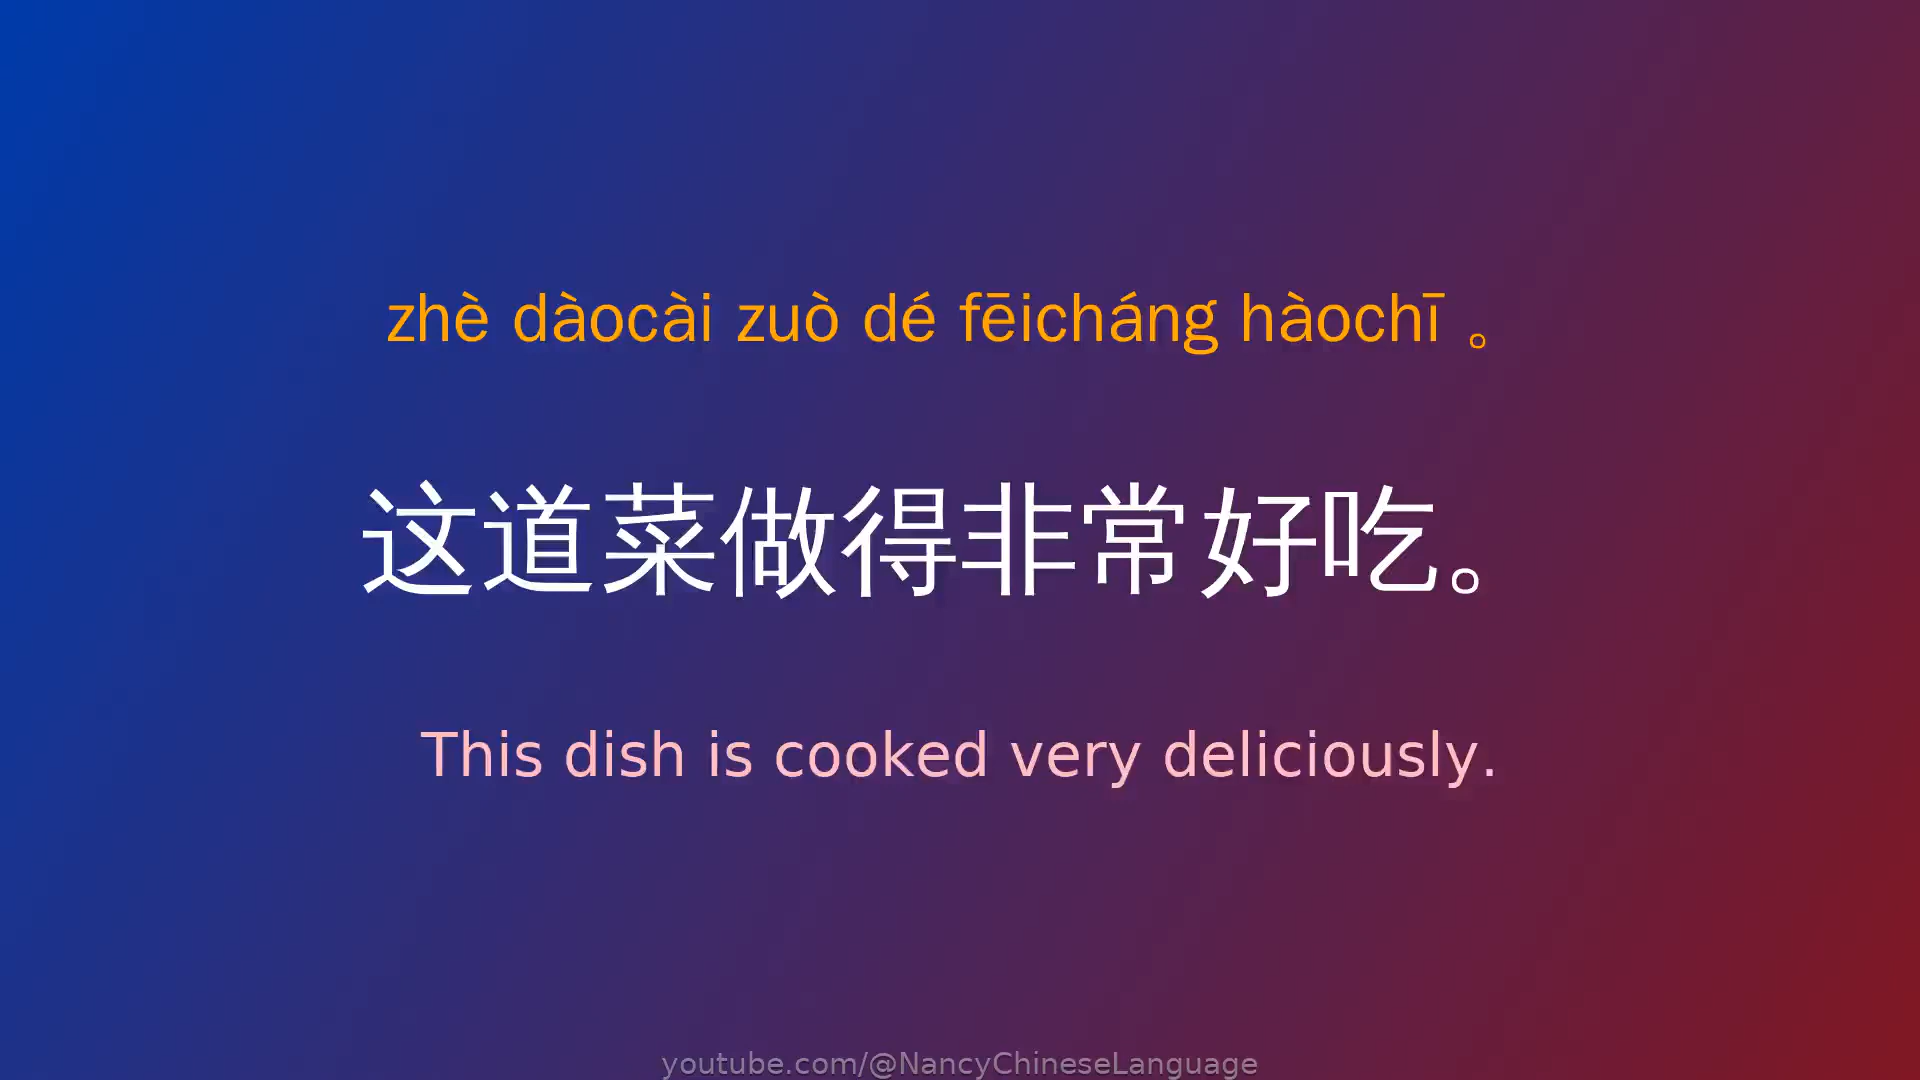 zhè dàocài zuò dé fēicháng hàochī 。
这道菜做得非常好吃。
This dish is cooked very deliciously.
youtube.com/@NancyChineseLanguage